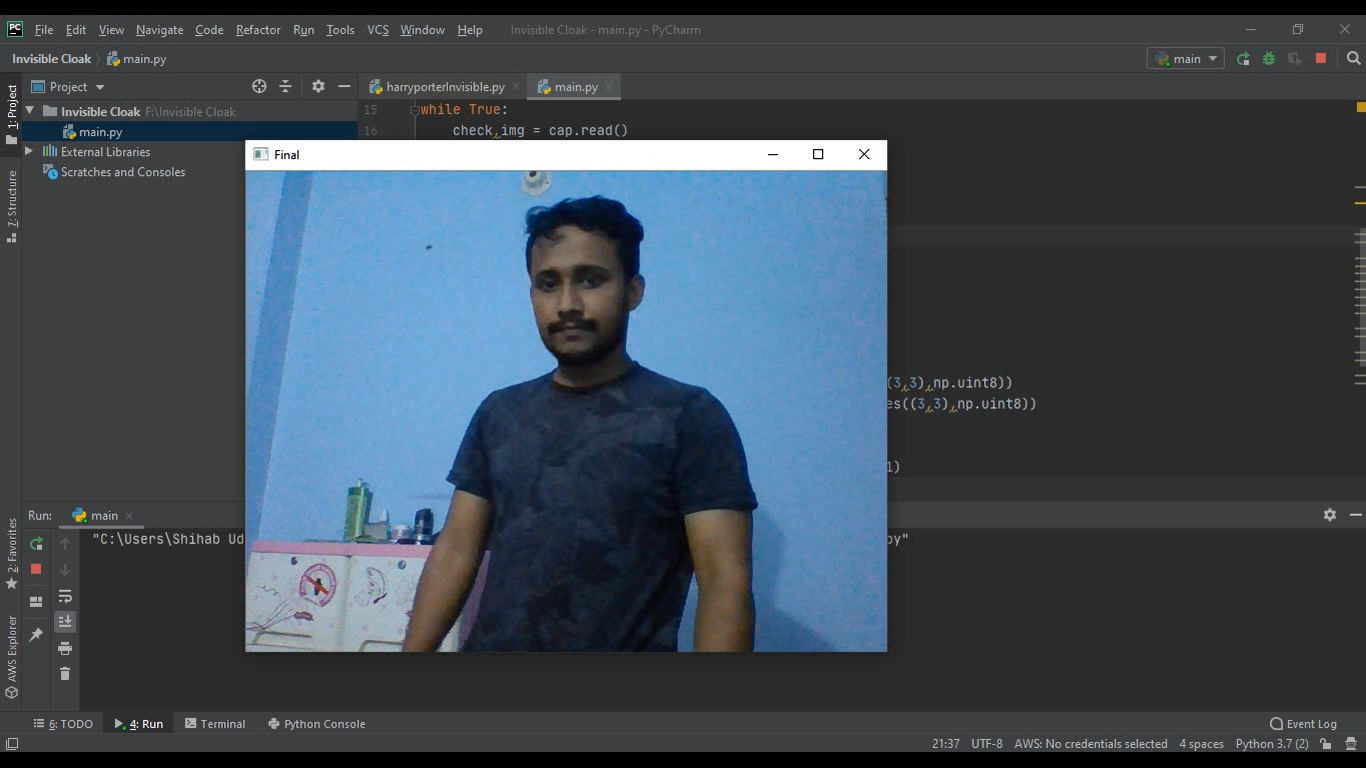 PC File Edit View Navigate Code Refactor Run Tools VCS Window Help Invisible Cloak - main.py - PyCharm
Invisible Cloak main.py main
1: Project
Project harryporterInvisible.py main.py
Invisible Cloak F:\Invisible Cloak
main.py
External Libraries
Scratches and Consoles
15 while True:
16 check,img = cap.read()
Final
(3,3),np.uint8))
es((3,3),np.uint8))
1)
7: Structure
2: Favorites
AWS Explorer
Run: main
"C:\Users\Shihab Ud
py"
6: TODO 4: Run Terminal Python Console Event Log
21:37 UTF-8 AWS: No credentials selected 4 spaces Python 3.7 (2)